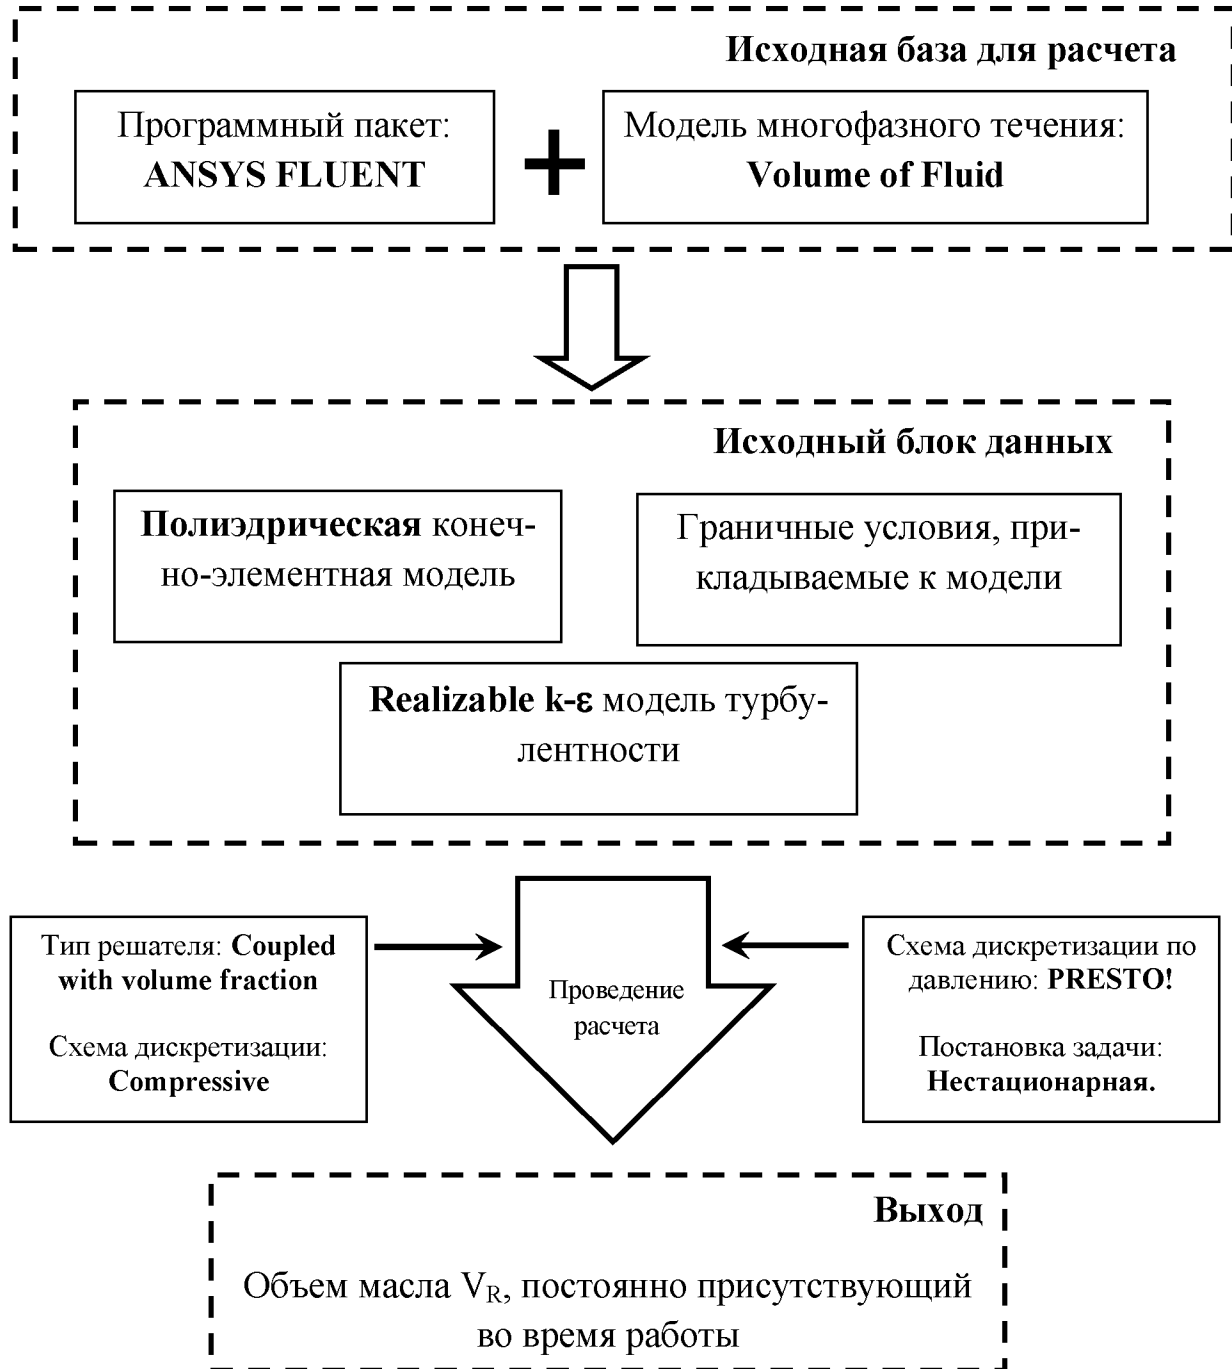 Исходная база для расчета
Программный пакет:
ANSYS FLUENT
Модель многофазного течения:
Volume of Fluid
Исходный блок данных
Полиэдрическая конеч-
но-элементная модель
Граничные условия, при-
кладываемые к модели
Realizable k-ε модель турбу-
лентности
Тип решателя: Coupled
with volume fraction
Схема дискретизации:
Compressive
Проведение
расчета
Схема дискретизации по
давлению: PRESTO!
Постановка задачи:
Нестационарная.
Выход
Объем масла V_R, постоянно присутствующий
во время работы